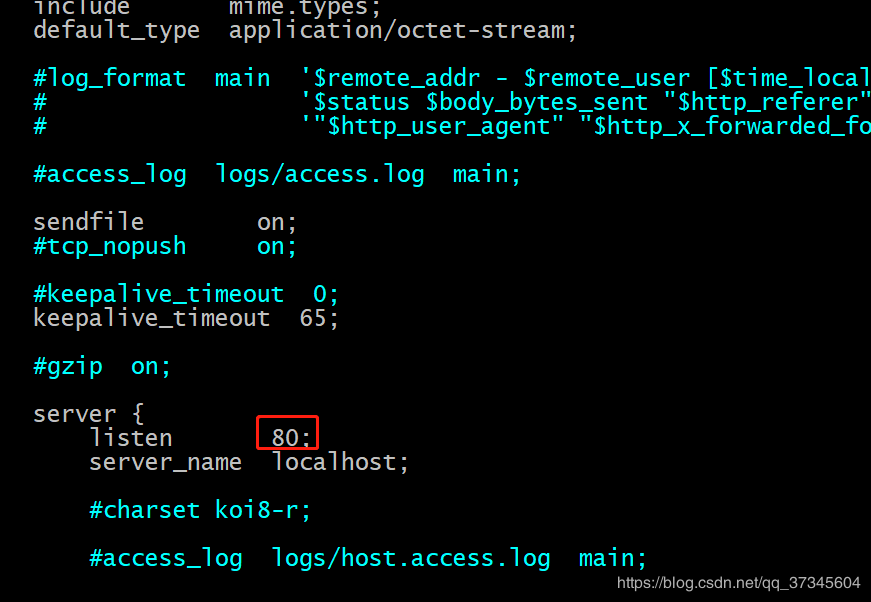 include       mime.types;
default_type  application/octet-stream;
#log_format  main  '$remote_addr - $remote_user [$time_local
#                  '$status $body_bytes_sent "$http_referer"
#                  '"$http_user_agent" "$http_x_forwarded_fo
#access_log  logs/access.log  main;
sendfile        on;
#tcp_nopush     on;
#keepalive_timeout  0;
keepalive_timeout  65;
#gzip  on;
server {
listen       80;
server_name  localhost;
#charset koi8-r;
#access_log  logs/host.access.log  main;
https://blog.csdn.net/qq_37345604